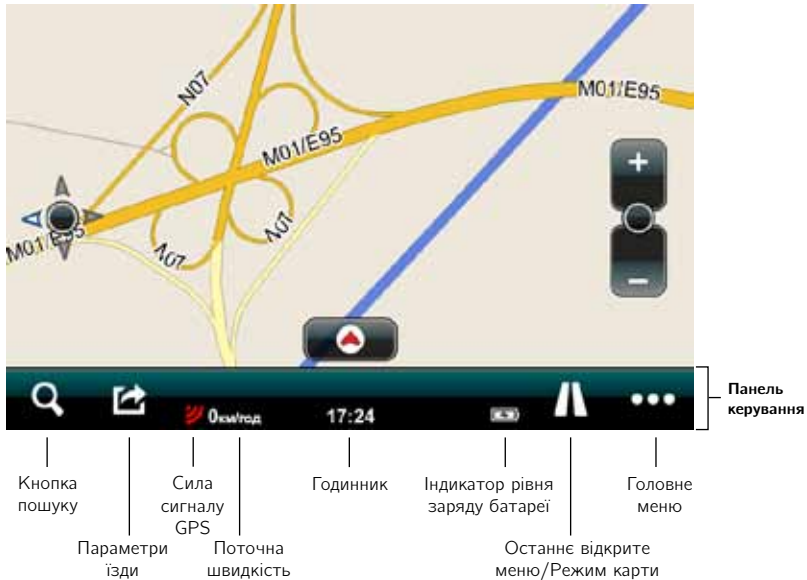 N07
M01/E95
M01/E95
M01/E95
N07
N07
+
−
0км/год
17:24
Панель
керування
Кнопка
пошуку
Сила
сигналу
GPS
Годинник
Індикатор рівня
заряду батареї
Головне
меню
Параметри
їзди
Поточна
швидкість
Останнє відкрите
меню/Режим карти